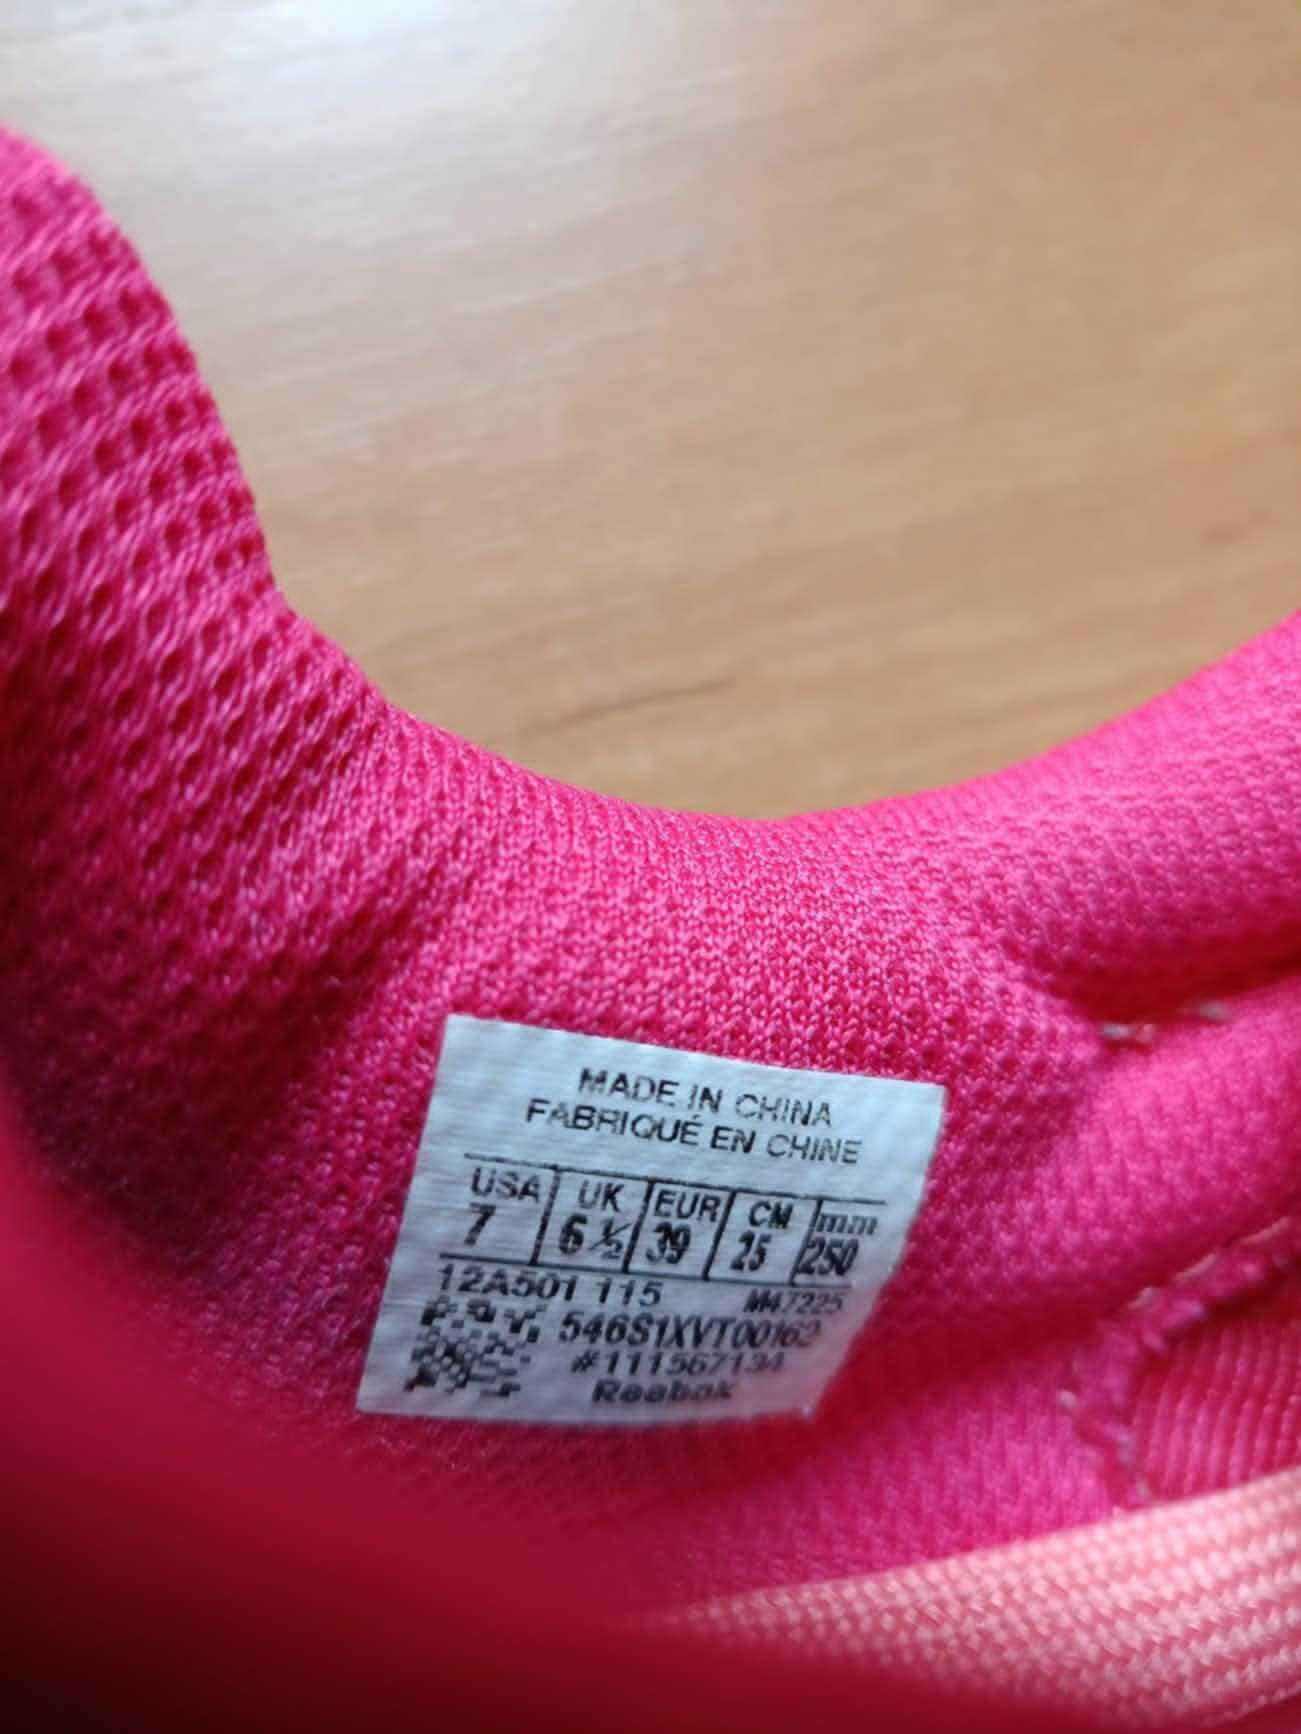 MADE IN CHINA
FABRIQUÉ EN CHINE
USA UK EUR CM mm
7 6 ½ 39 25 250
12A501 115 M47225
546S1XVT00162
#111567134
Reebok